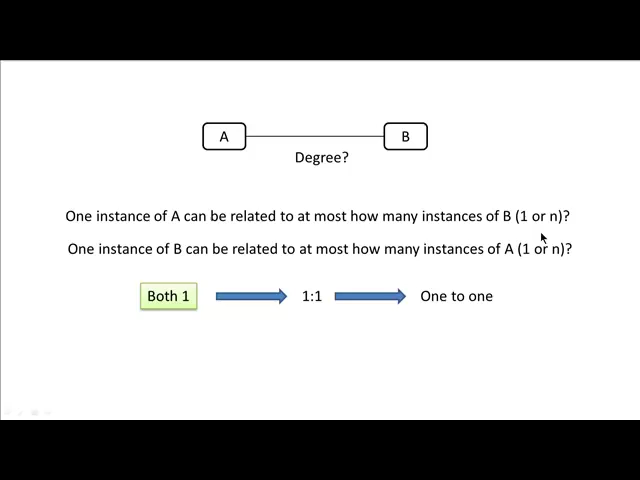 A B
Degree?
One instance of A can be related to at most how many instances of B (1 or n)?
One instance of B can be related to at most how many instances of A (1 or n)?
Both 1 1:1 One to one